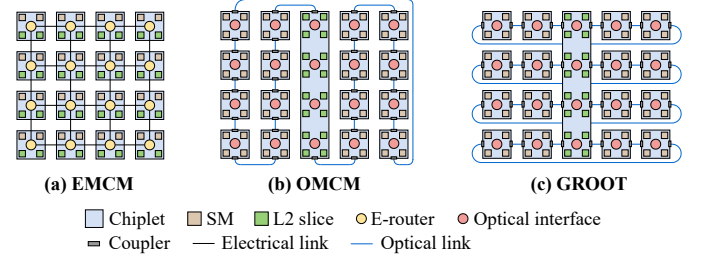 (a) EMCM
(b) OMCM
(c) GROOT
Chiplet SM L2 slice E-router Optical interface
Coupler Electrical link Optical link